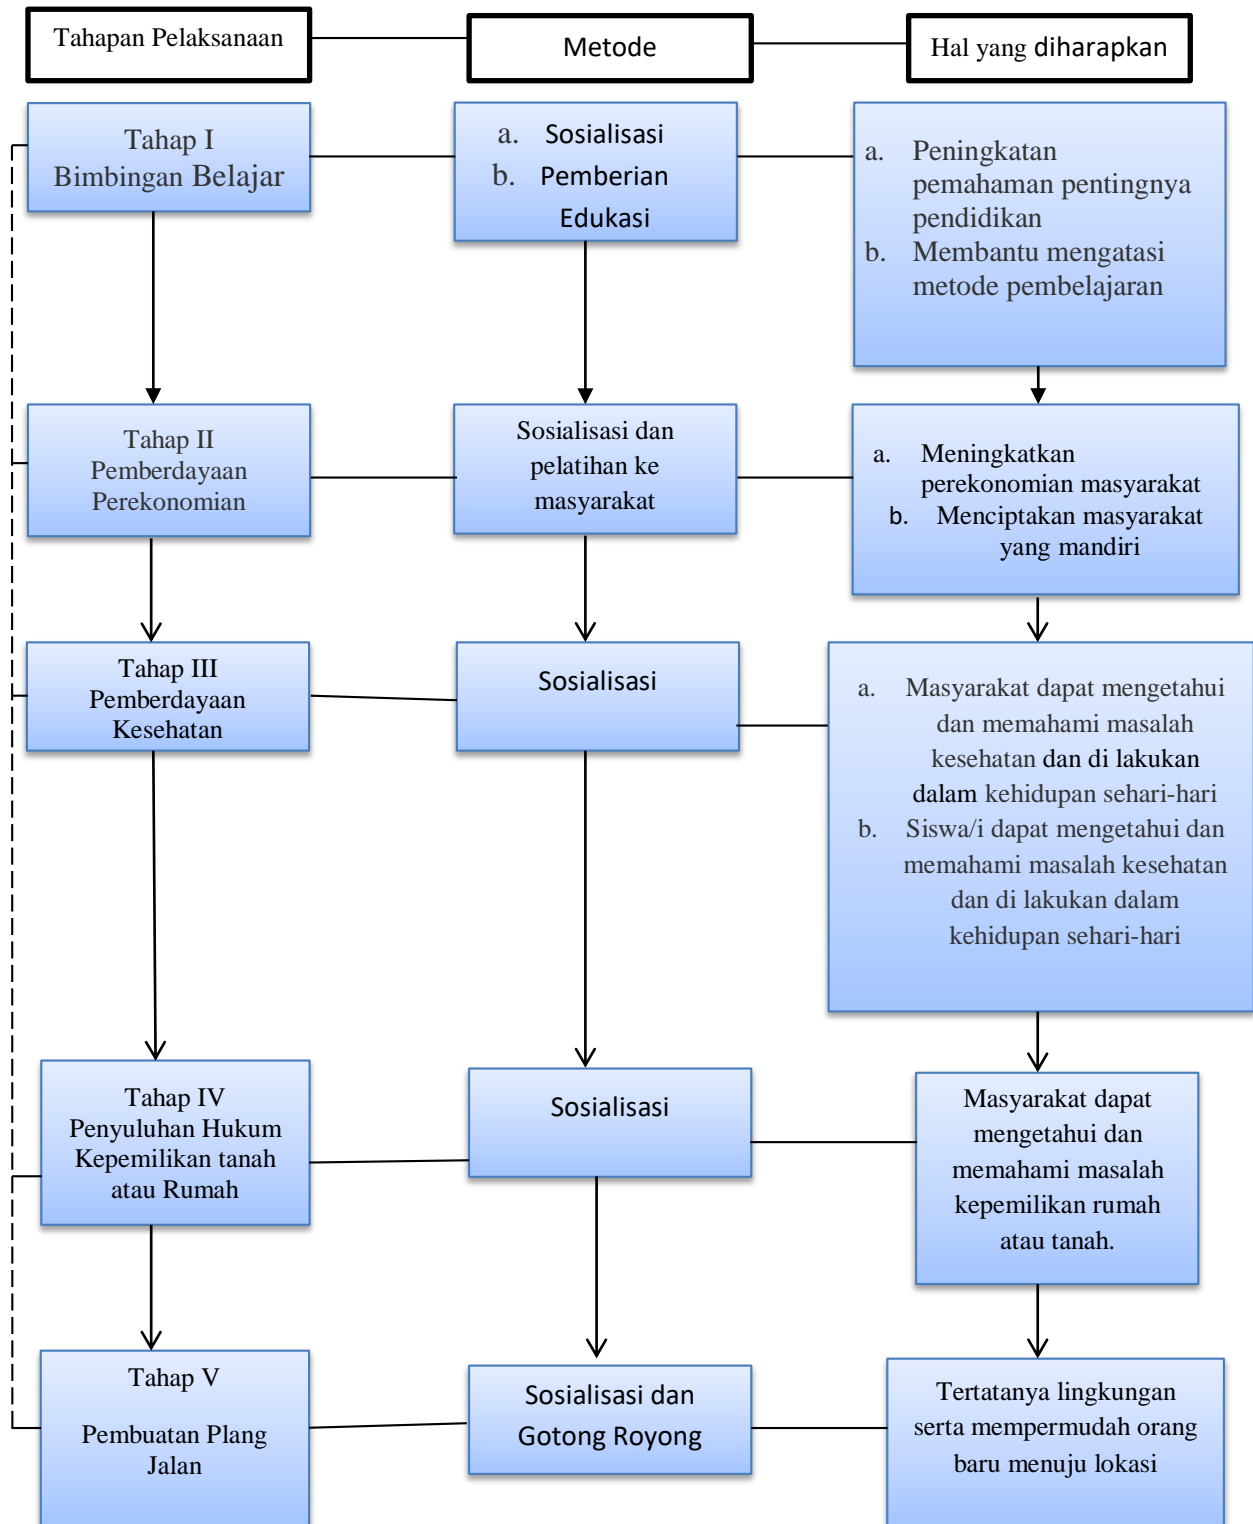 Tahapan Pelaksanaan
Metode
Hal yang diharapkan
Tahap I
Bimbingan Belajar
a. Sosialisasi
b. Pemberian
Edukasi
a. Peningkatan
pemahaman pentingnya
pendidikan
b. Membantu mengatasi
metode pembelajaran
Tahap II
Pemberdayaan
Perekonomian
Sosialisasi dan
pelatihan ke
masyarakat
a. Meningkatkan
perekonomian masyarakat
b. Menciptakan masyarakat
yang mandiri
Tahap III
Pemberdayaan
Kesehatan
Sosialisasi
a. Masyarakat dapat mengetahui
dan memahami masalah
kesehatan dan di lakukan
dalam kehidupan sehari-hari
b. Siswa/i dapat mengetahui dan
memahami masalah kesehatan
dan di lakukan dalam
kehidupan sehari-hari
Tahap IV
Penyuluhan Hukum
Kepemilikan tanah
atau Rumah
Sosialisasi
Masyarakat dapat
mengetahui dan
memahami masalah
kepemilikan rumah
atau tanah.
Tahap V
Pembuatan Plang
Jalan
Sosialisasi dan
Gotong Royong
Tertatanya lingkungan
serta mempermudah orang
baru menuju lokasi